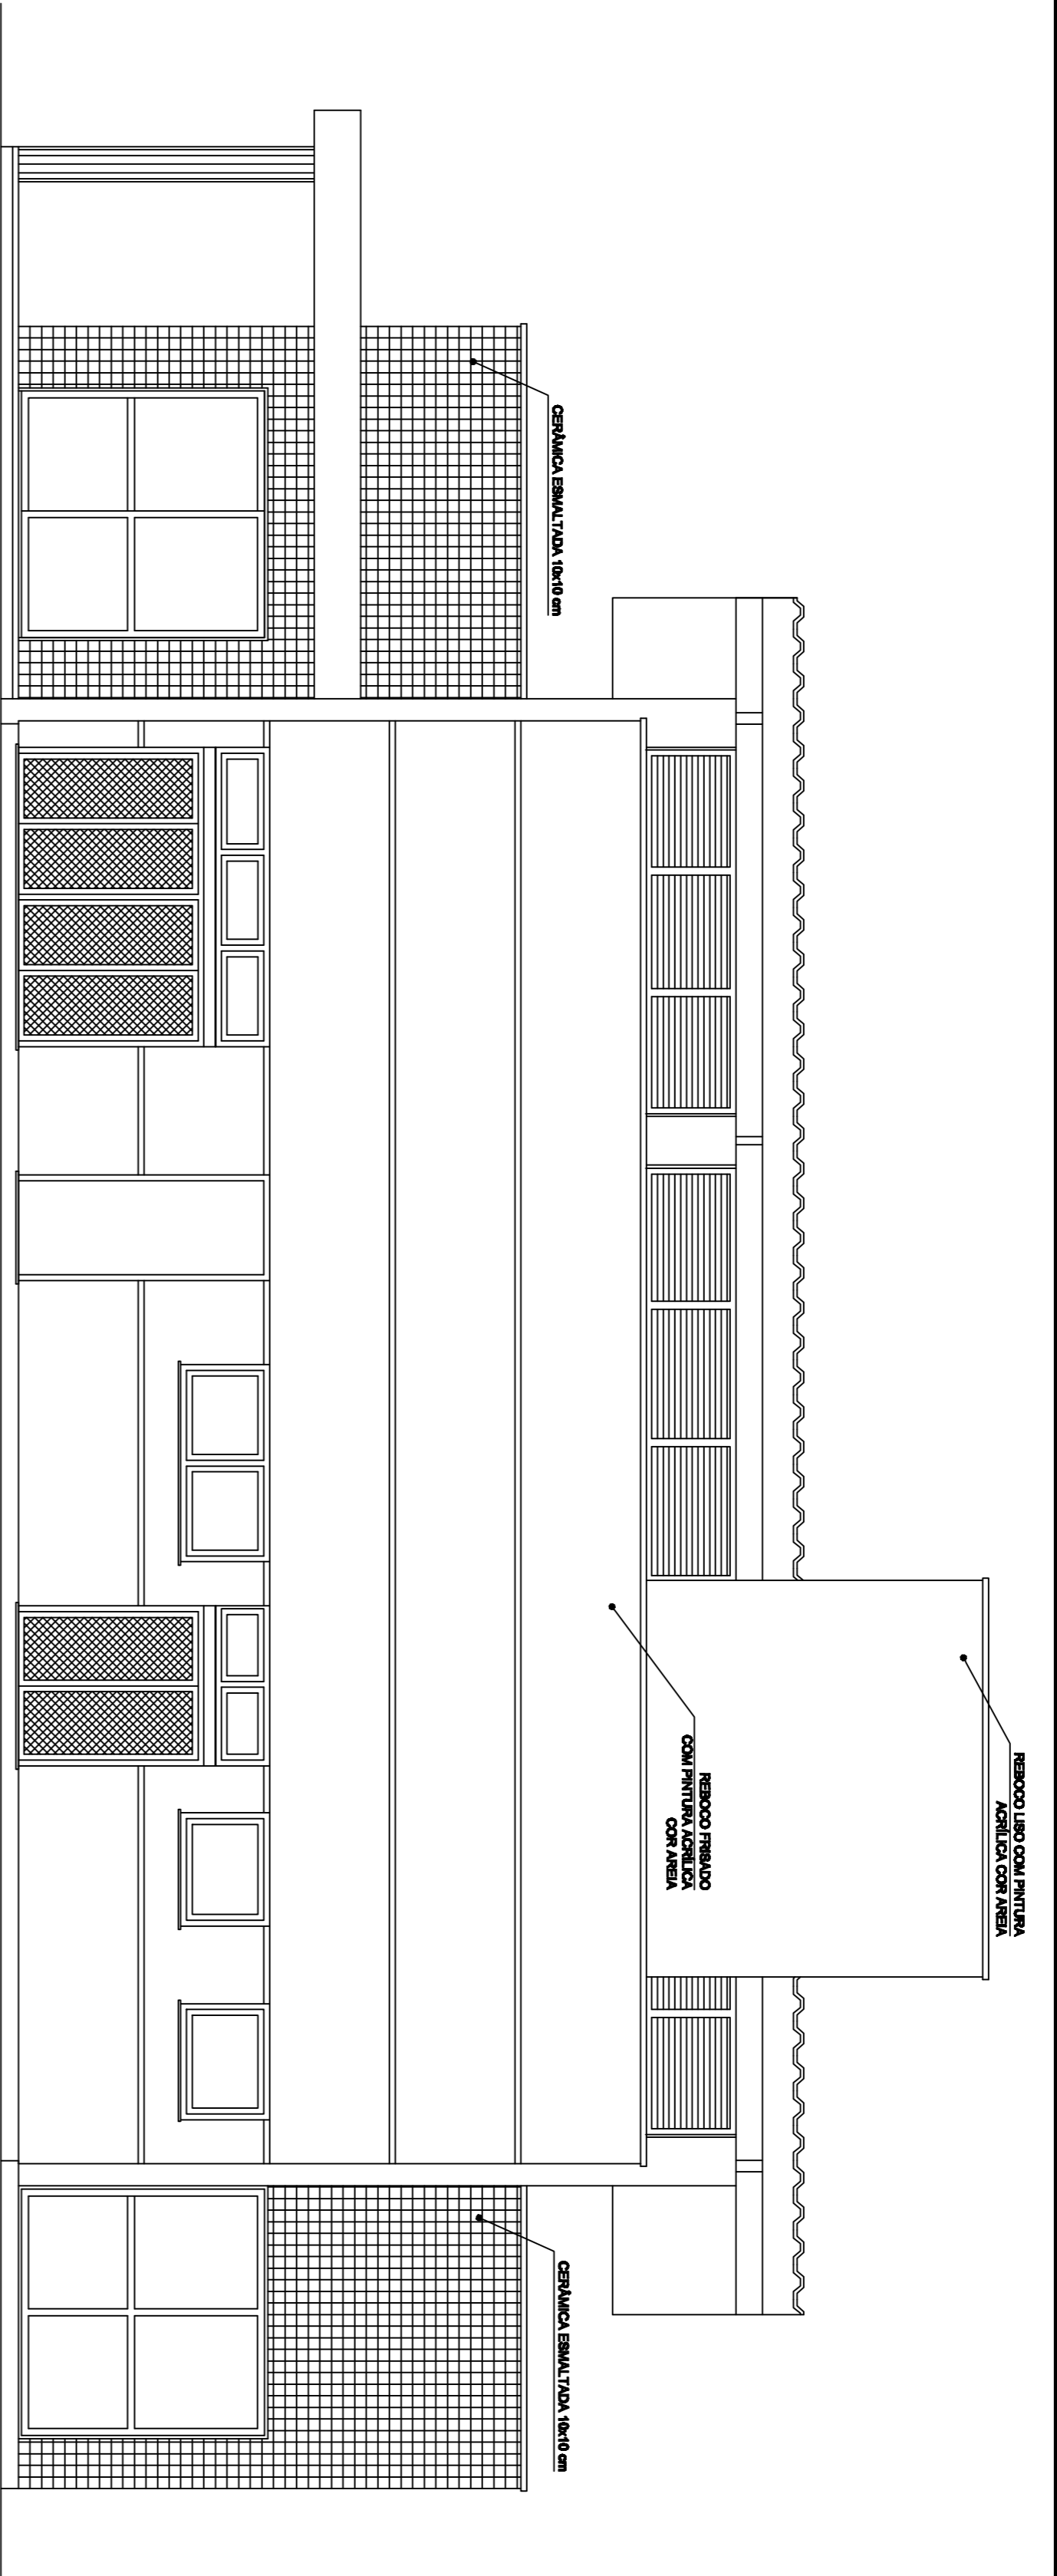 CERÂMICA ESMALTADA 10x10 cm
REBOCO LISO COM PINTURA
ACRÍLICA COR AREIA
REBOCO FRISADO
COM PINTURA ACRÍLICA
COR AREIA
CERÂMICA ESMALTADA 10x10 cm